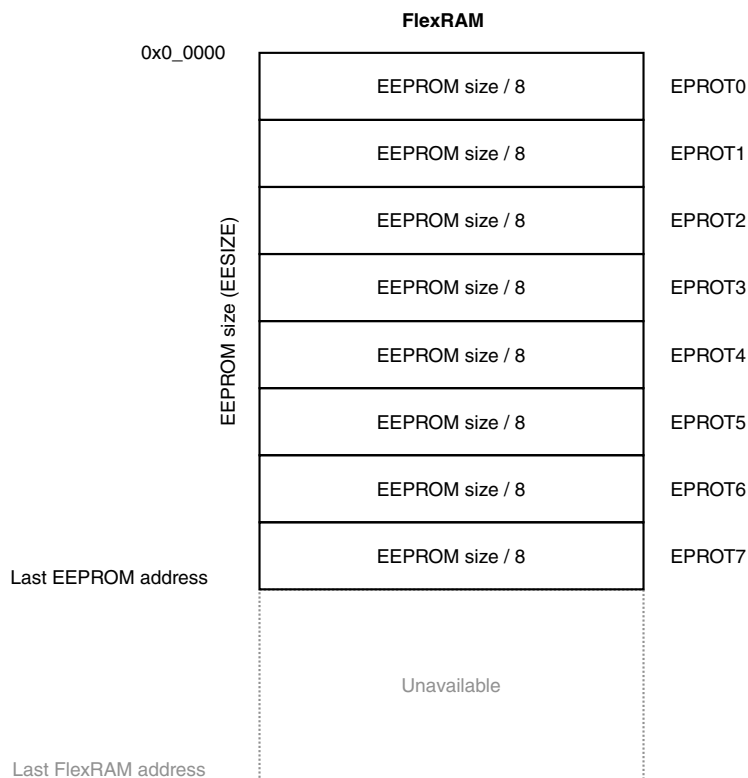 FlexRAM
0x0_0000
EEPROM size / 8
EPROT0
EEPROM size / 8
EPROT1
EEPROM size / 8
EPROT2
EEPROM size / 8
EPROT3
EEPROM size / 8
EPROT4
EEPROM size / 8
EPROT5
EEPROM size / 8
EPROT6
EEPROM size / 8
EPROT7
EEPROM size (EESIZE)
Last EEPROM address
Unavailable
Last FlexRAM address